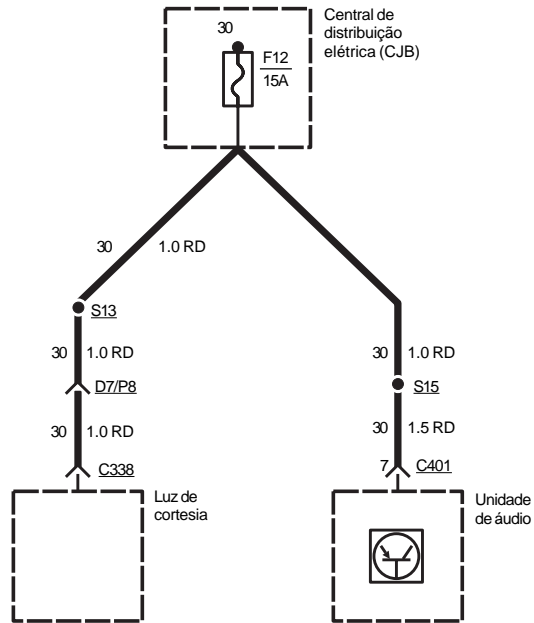 Central de
distribuição
elétrica (CJB)
30
F12
15A
30 1.0 RD
S13
30 1.0 RD
30 1.0 RD
D7/P8
S15
30 1.0 RD
30 1.5 RD
C338
7 C401
Luz de
cortesia
Unidade
de áudio